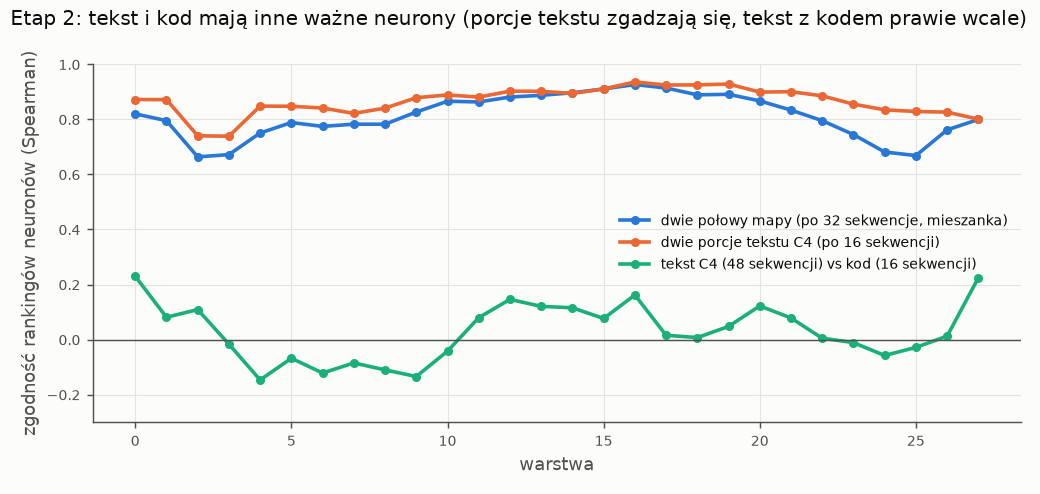 Etap 2: tekst i kod mają inne ważne neurony (porcje tekstu zgadzają się, tekst z kodem prawie wcale)
zgodność rankingów neuronów (Spearman)
1.0
0.8
0.6
0.4
0.2
0.0
−0.2
dwie połowy mapy (po 32 sekwencje, mieszanka)
dwie porcje tekstu C4 (po 16 sekwencji)
tekst C4 (48 sekwencji) vs kod (16 sekwencji)
0 5 10 15 20 25
warstwa